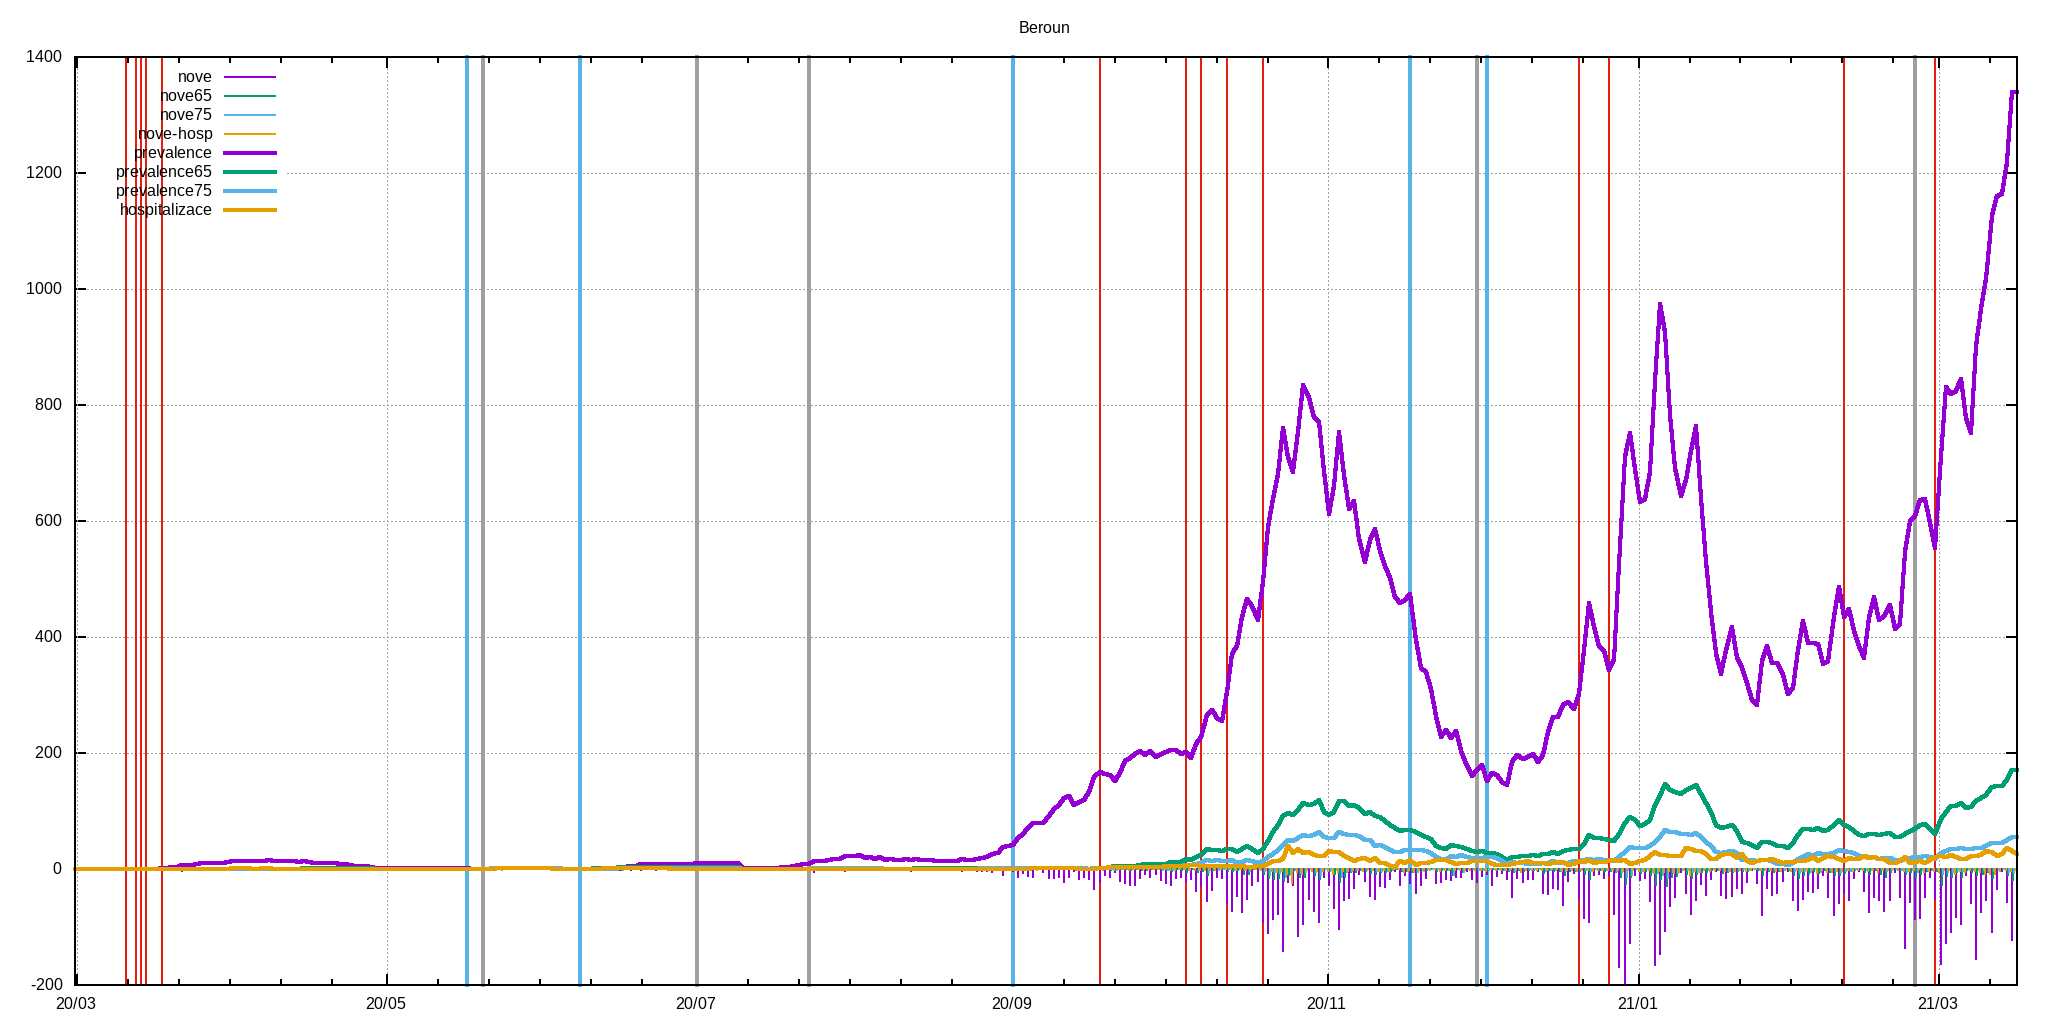 Beroun
1400
1200
1000
800
600
400
200
0
-200
nove
nove65
nove75
nove-hosp
prevalence
prevalence65
prevalence75
hospitalizace
20/03 20/05 20/07 20/09 20/11 21/01 21/03